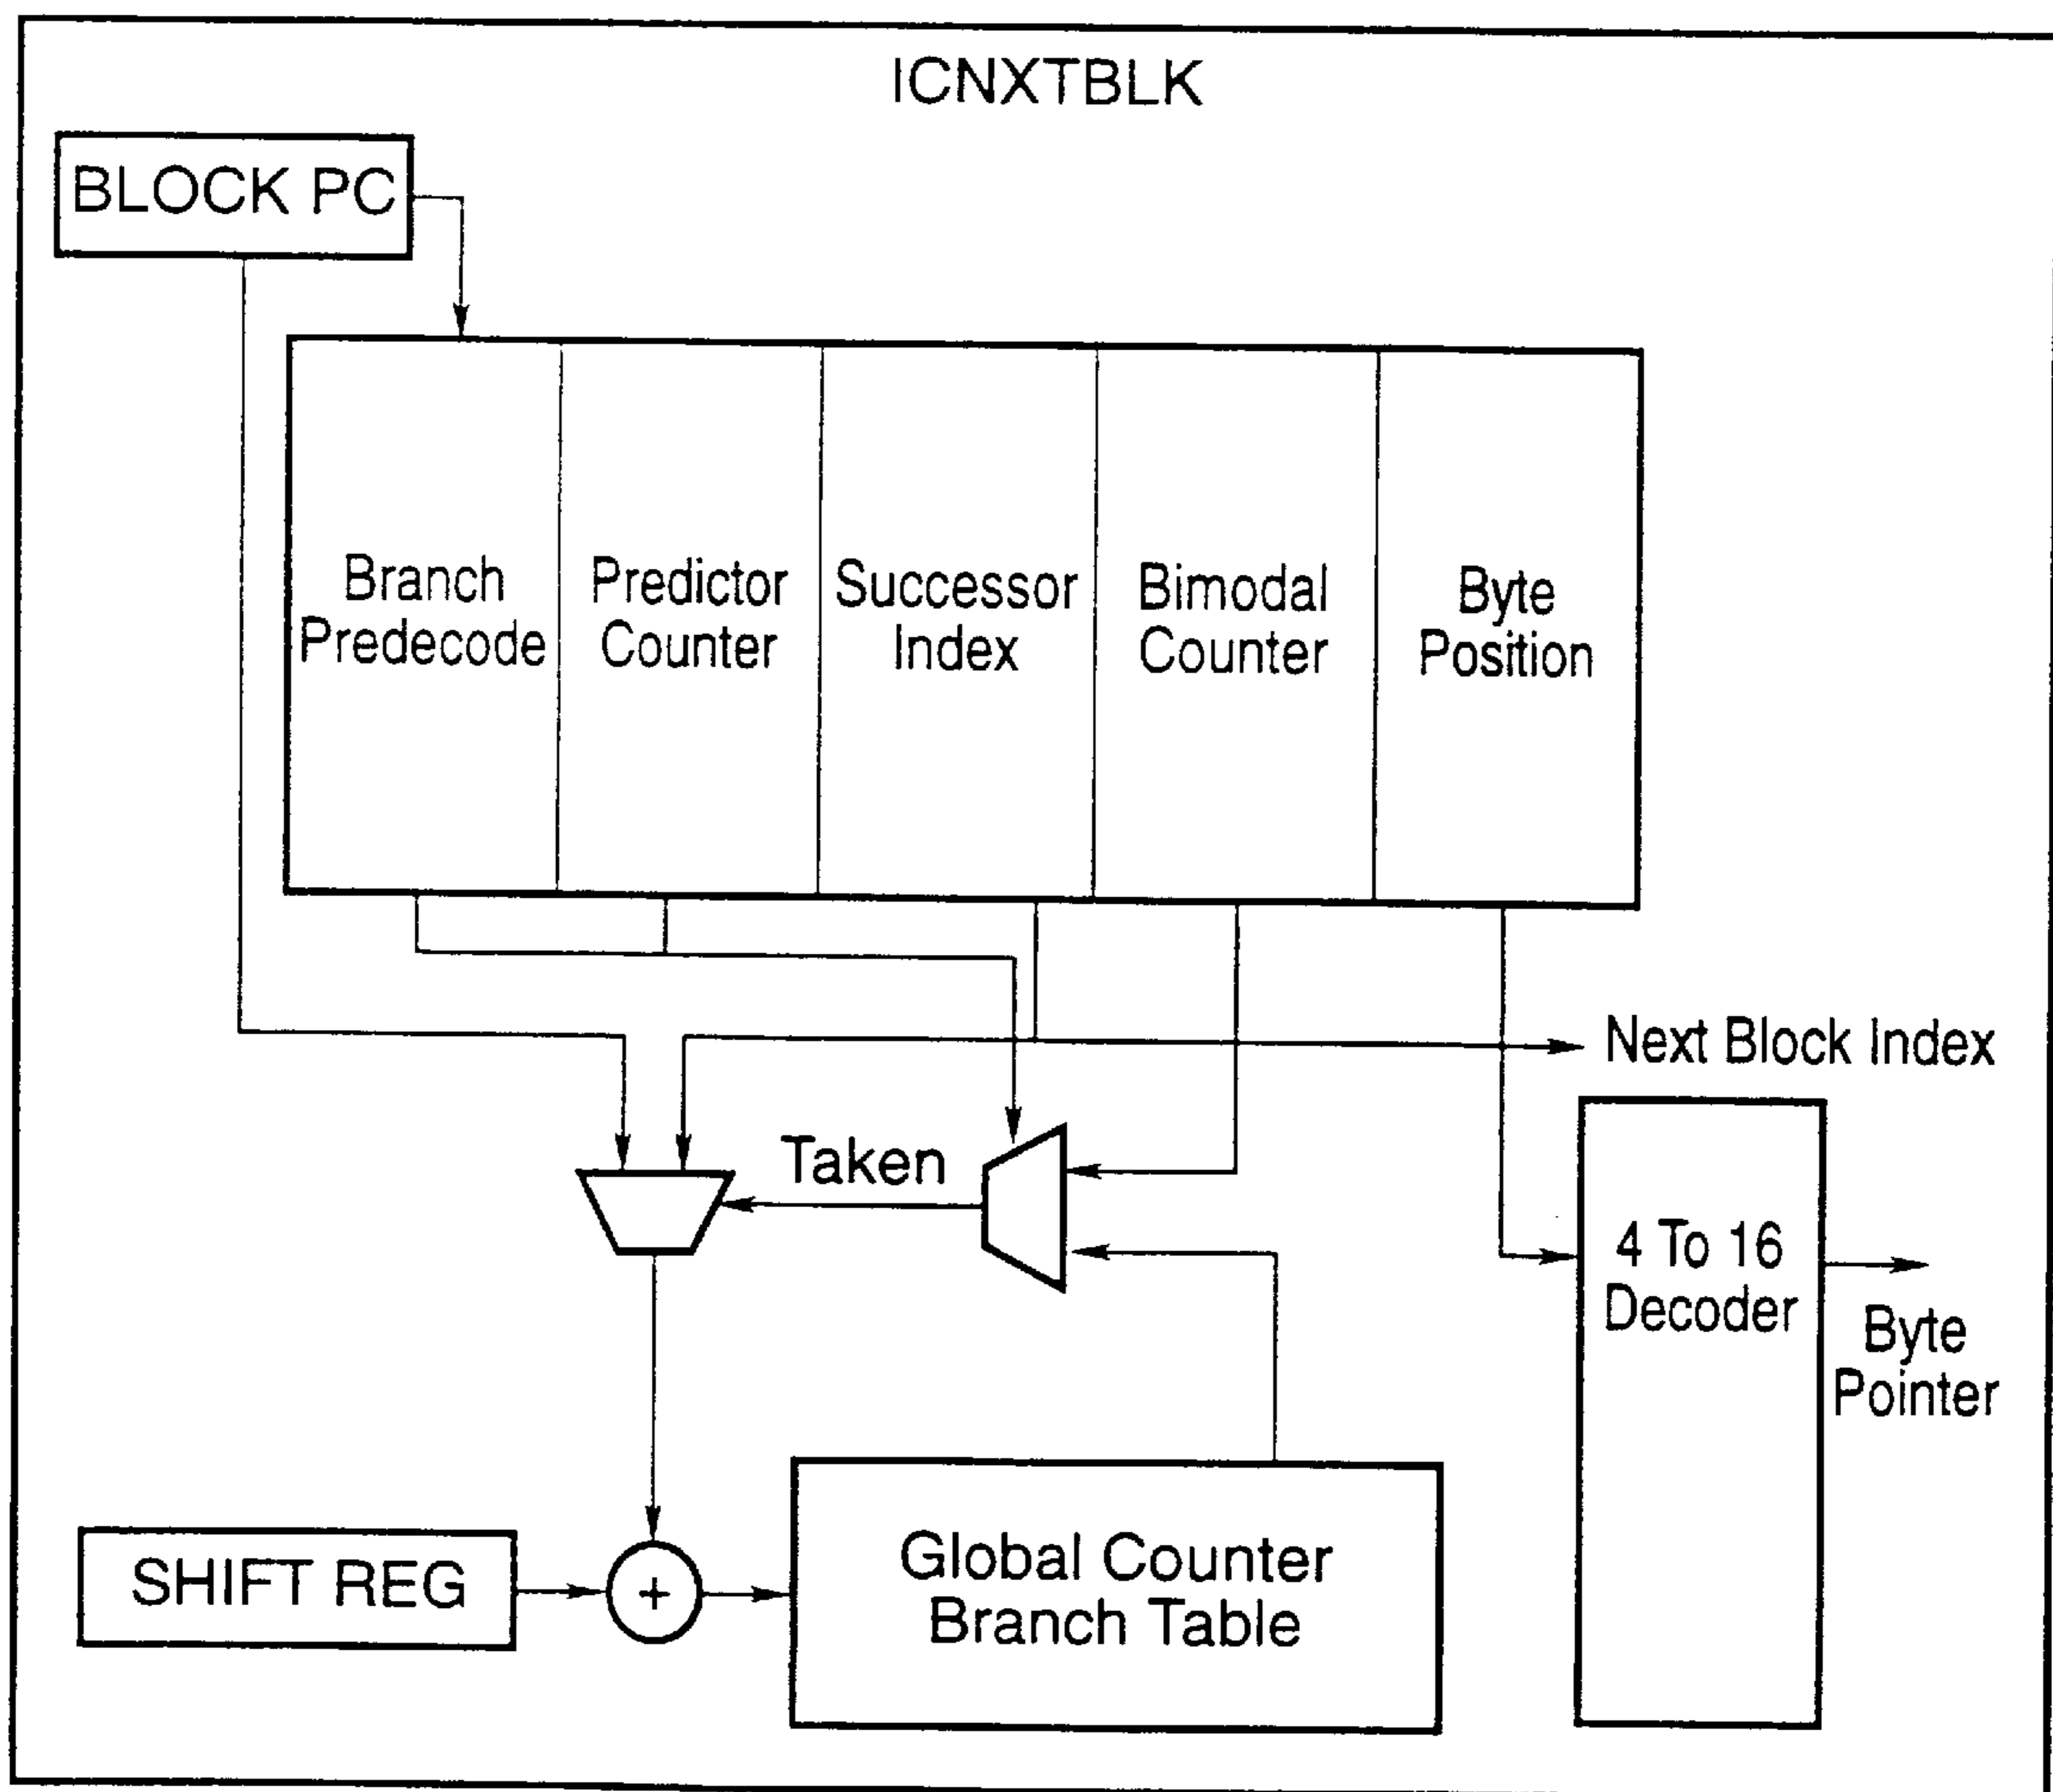 ICNXTBLK
BLOCK PC
Branch
Predecode
Predictor
Counter
Successor
Index
Bimodal
Counter
Byte
Position
Next Block Index
Taken
4 To 16
Decoder
Byte
Pointer
SHIFT REG
+
Global Counter
Branch Table